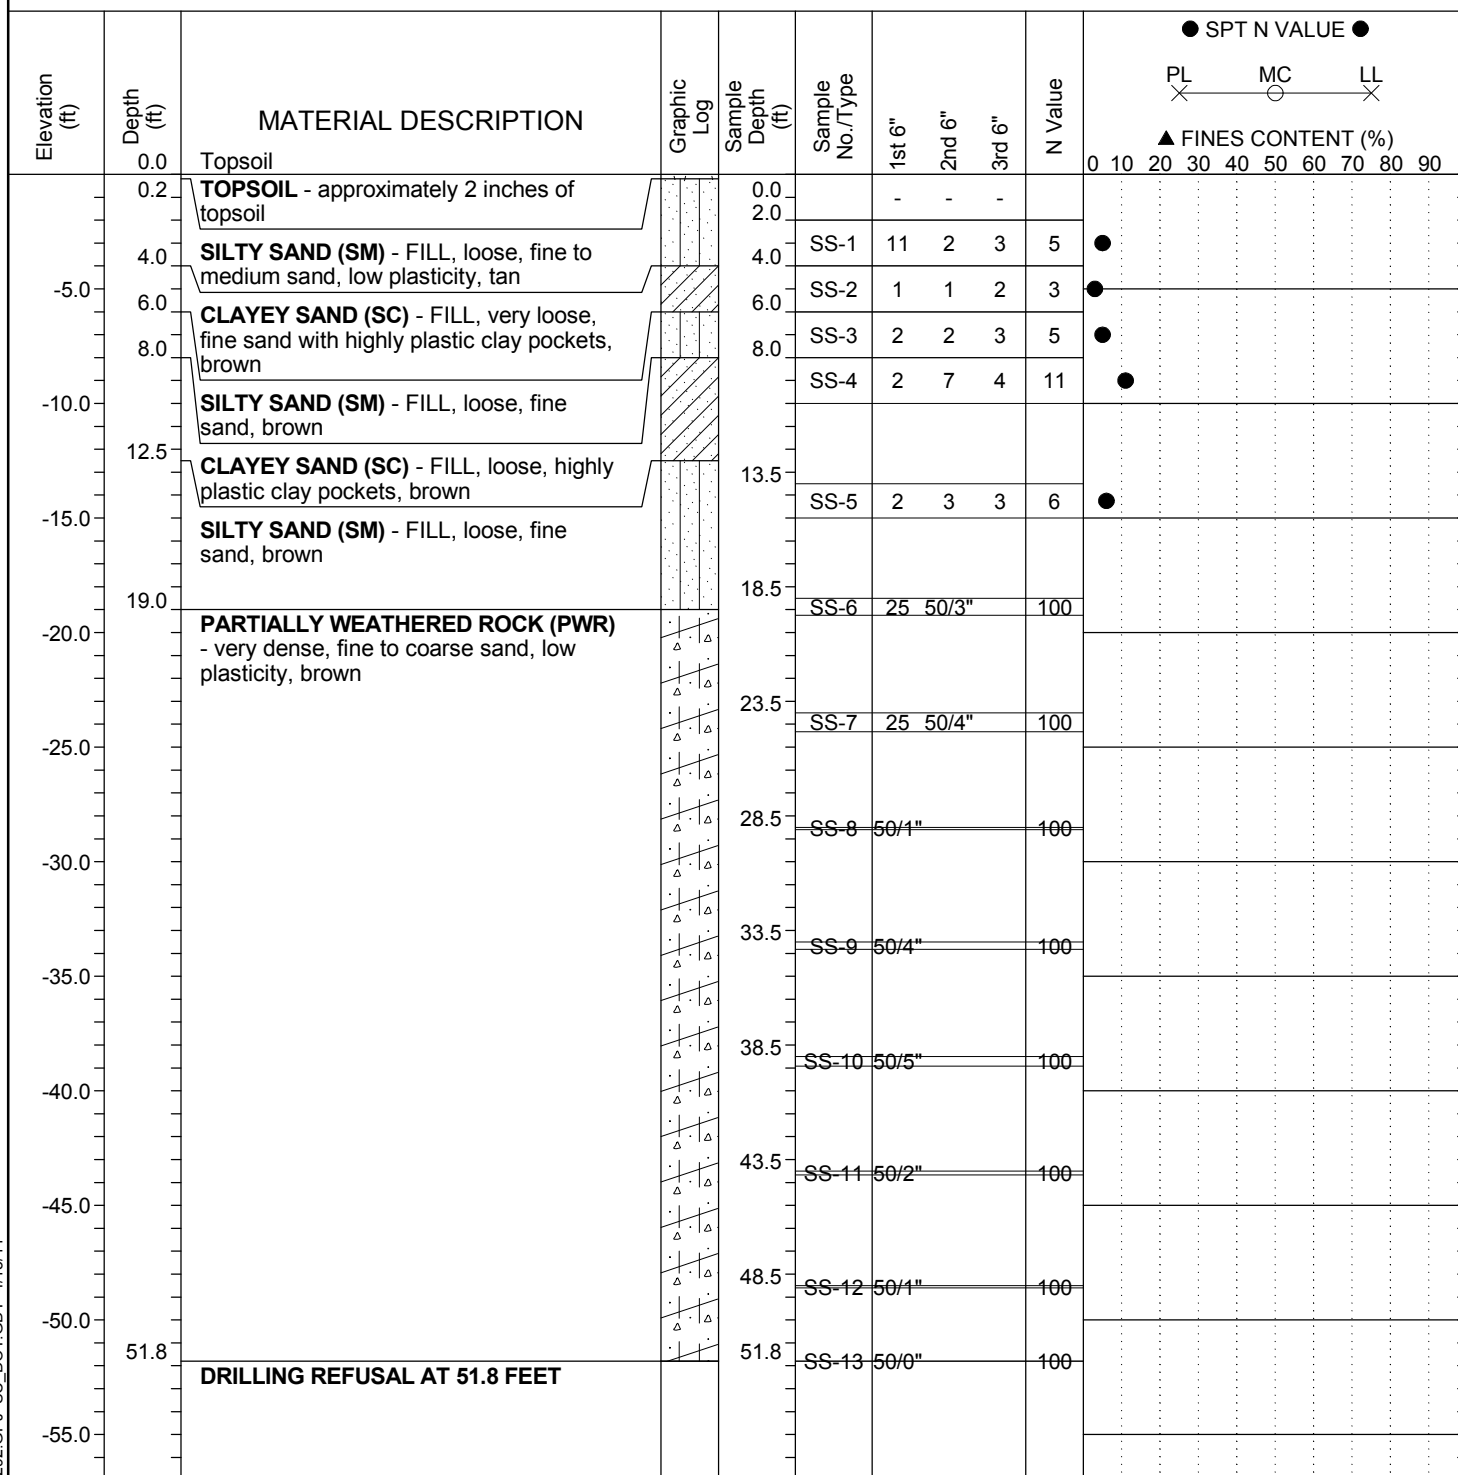 ● SPT N VALUE ●
PL MC LL
▲ FINES CONTENT (%)
0 10 20 30 40 50 60 70 80 90
Elevation (ft)
Depth (ft)
MATERIAL DESCRIPTION
Graphic Log
Sample Depth (ft)
Sample No./Type
1st 6"
2nd 6"
3rd 6"
N Value
0.0 Topsoil
0.2 TOPSOIL - approximately 2 inches of
topsoil
0.0 - - -
2.0
SS-1 11 2 3 5
4.0 SILTY SAND (SM) - FILL, loose, fine to
medium sand, low plasticity, tan
4.0
-5.0
SS-2 1 1 2 3
6.0
6.0
CLAYEY SAND (SC) - FILL, very loose,
fine sand with highly plastic clay pockets,
brown
SS-3 2 2 3 5
8.0
8.0
SS-4 2 7 4 11
-10.0
SILTY SAND (SM) - FILL, loose, fine
sand, brown
12.5
CLAYEY SAND (SC) - FILL, loose, highly
plastic clay pockets, brown
13.5
SS-5 2 3 3 6
-15.0
SILTY SAND (SM) - FILL, loose, fine
sand, brown
18.5
19.0
SS-6 25 50/3" 100
-20.0
PARTIALLY WEATHERED ROCK (PWR)
- very dense, fine to coarse sand, low
plasticity, brown
23.5
SS-7 25 50/4" 100
-25.0
28.5
SS-8 50/1" 100
-30.0
33.5
SS-9 50/4" 100
-35.0
38.5
SS-10 50/5" 100
-40.0
43.5
SS-11 50/2" 100
-45.0
48.5
SS-12 50/1" 100
-50.0
51.8
51.8
SS-13 50/0" 100
DRILLING REFUSAL AT 51.8 FEET
-55.0